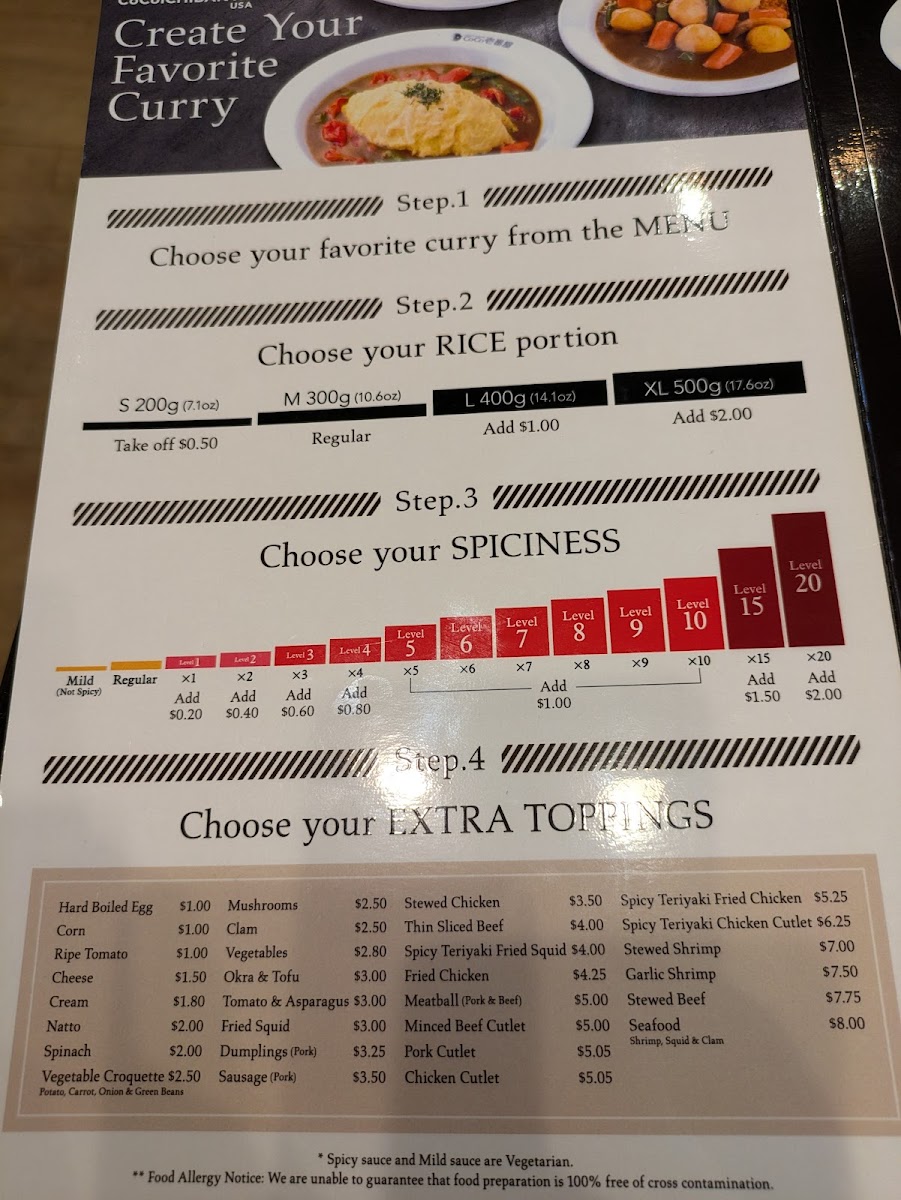 USA
Create Your
Favorite
Curry
Step.1
Choose your favorite curry from the MENU
Step.2
Choose your RICE portion
S 200g (7.1oz)
Take off $0.50
M 300g (10.6oz)
Regular
L 400g (14.1oz)
Add $1.00
XL 500g (17.6oz)
Add $2.00
Step.3
Choose your SPICINESS
Mild
(Not Spicy)
Regular
Level 1
×1
Add
$0.20
Level 2
×2
Add
$0.40
Level 3
×3
Add
$0.60
Level 4
×4
Add
$0.80
Level
5
×5
Level
6
×6
Level
7
×7
Level
8
×8
Level
9
×9
Level
10
×10
Add
$1.00
Level
15
×15
Add
$1.50
Level
20
×20
Add
$2.00
Step.4
Choose your EXTRA TOPPINGS
Hard Boiled Egg $1.00
Corn $1.00
Ripe Tomato $1.00
Cheese $1.50
Cream $1.80
Natto $2.00
Spinach $2.00
Vegetable Croquette $2.50
Potato, Carrot, Onion & Green Beans
Mushrooms $2.50
Clam $2.50
Vegetables $2.80
Okra & Tofu $3.00
Tomato & Asparagus $3.00
Fried Squid $3.00
Dumplings (Pork) $3.25
Sausage (Pork) $3.50
Stewed Chicken $3.50
Thin Sliced Beef $4.00
Spicy Teriyaki Fried Squid $4.00
Fried Chicken $4.25
Meatball (Pork & Beef) $5.00
Minced Beef Cutlet $5.00
Pork Cutlet $5.05
Chicken Cutlet $5.05
Spicy Teriyaki Fried Chicken $5.25
Spicy Teriyaki Chicken Cutlet $6.25
Stewed Shrimp $7.00
Garlic Shrimp $7.50
Stewed Beef $7.75
Seafood $8.00
Shrimp, Squid & Clam
* Spicy sauce and Mild sauce are Vegetarian.
** Food Allergy Notice: We are unable to guarantee that food preparation is 100% free of cross contamination.